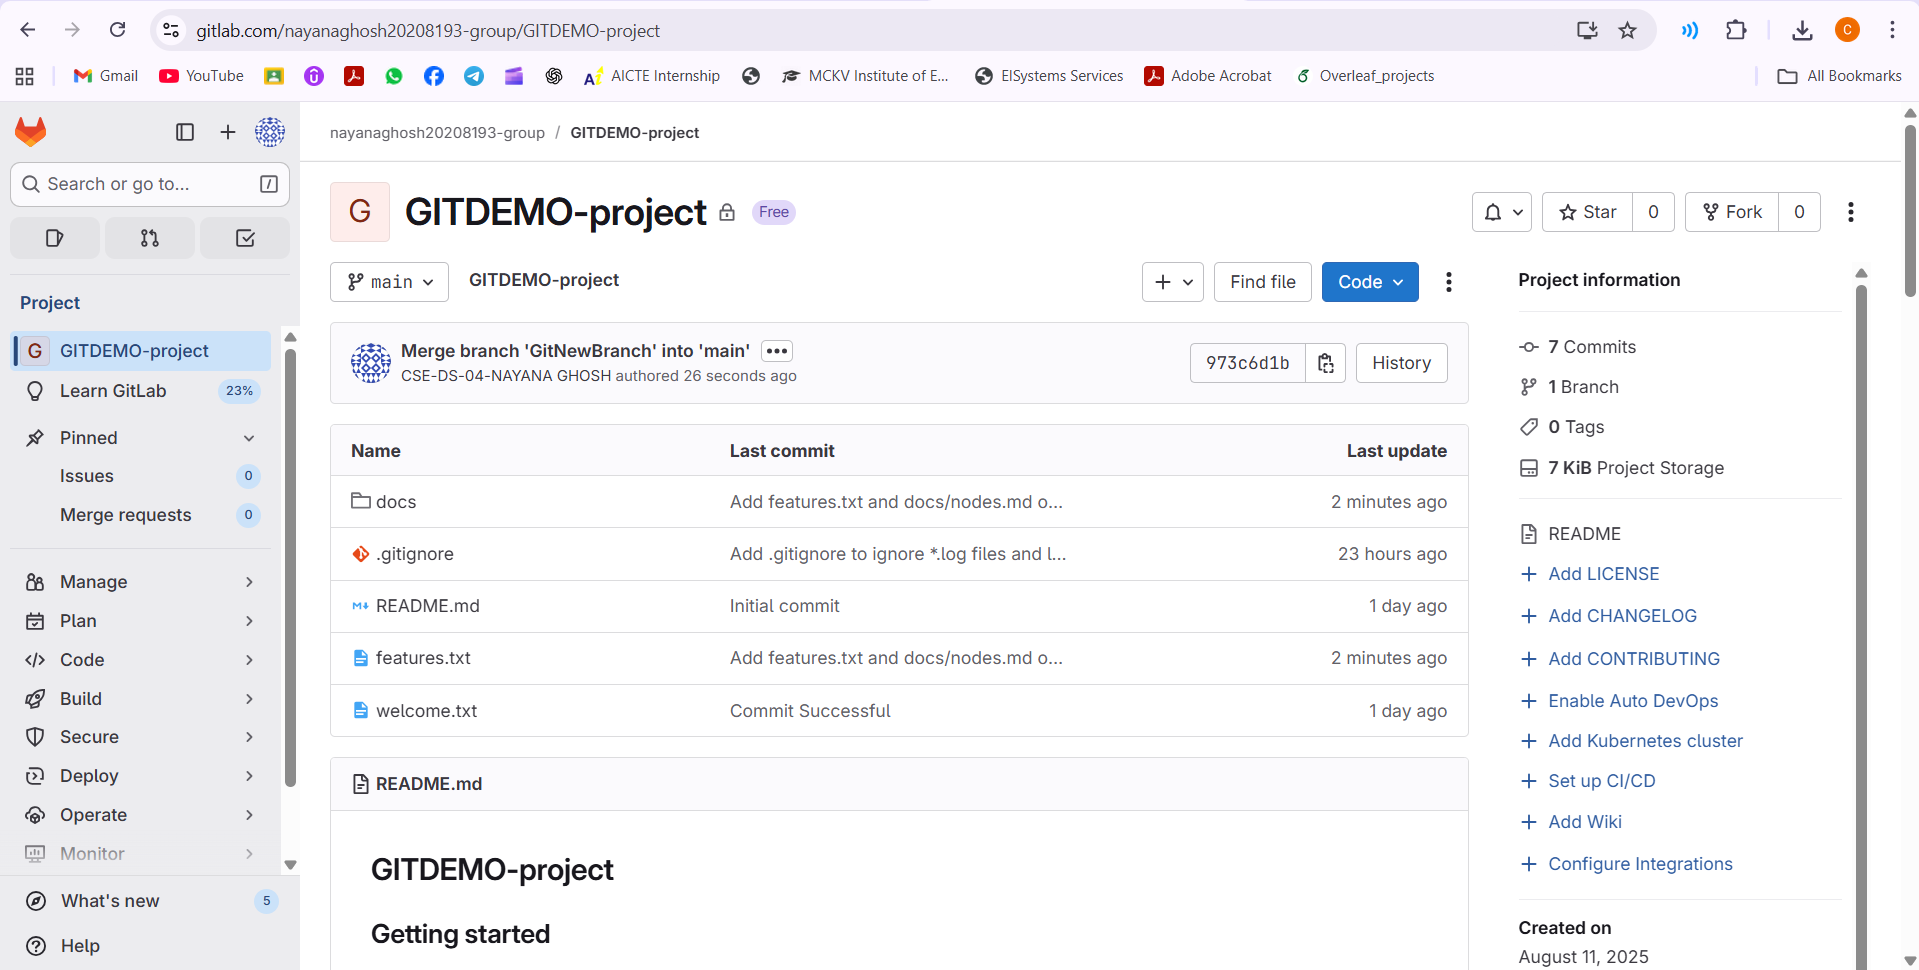 gitlab.com/nayanaghosh20208193-group/GITDEMO-project
C
Gmail
YouTube
AICTE Internship
MCKV Institute of E...
EISystems Services
Adobe Acrobat
Overleaf_projects
All Bookmarks
Search or go to...
/
Project
G GITDEMO-project
Learn GitLab 23%
Pinned
Issues 0
Merge requests 0
Manage
Plan
Code
Build
Secure
Deploy
Operate
Monitor
What's new 5
Help
nayanaghosh20208193-group / GITDEMO-project
G
GITDEMO-project Free
Star 0
Fork 0
main
GITDEMO-project
Find file
Code
Merge branch 'GitNewBranch' into 'main'
CSE-DS-04-NAYANA GHOSH authored 26 seconds ago
973c6d1b
History
Name Last commit Last update
docs Add features.txt and docs/nodes.md o... 2 minutes ago
.gitignore Add .gitignore to ignore *.log files and l... 23 hours ago
README.md Initial commit 1 day ago
features.txt Add features.txt and docs/nodes.md o... 2 minutes ago
welcome.txt Commit Successful 1 day ago
README.md
GITDEMO-project
Getting started
Project information
7 Commits
1 Branch
0 Tags
7 KiB Project Storage
README
Add LICENSE
Add CHANGELOG
Add CONTRIBUTING
Enable Auto DevOps
Add Kubernetes cluster
Set up CI/CD
Add Wiki
Configure Integrations
Created on
August 11, 2025